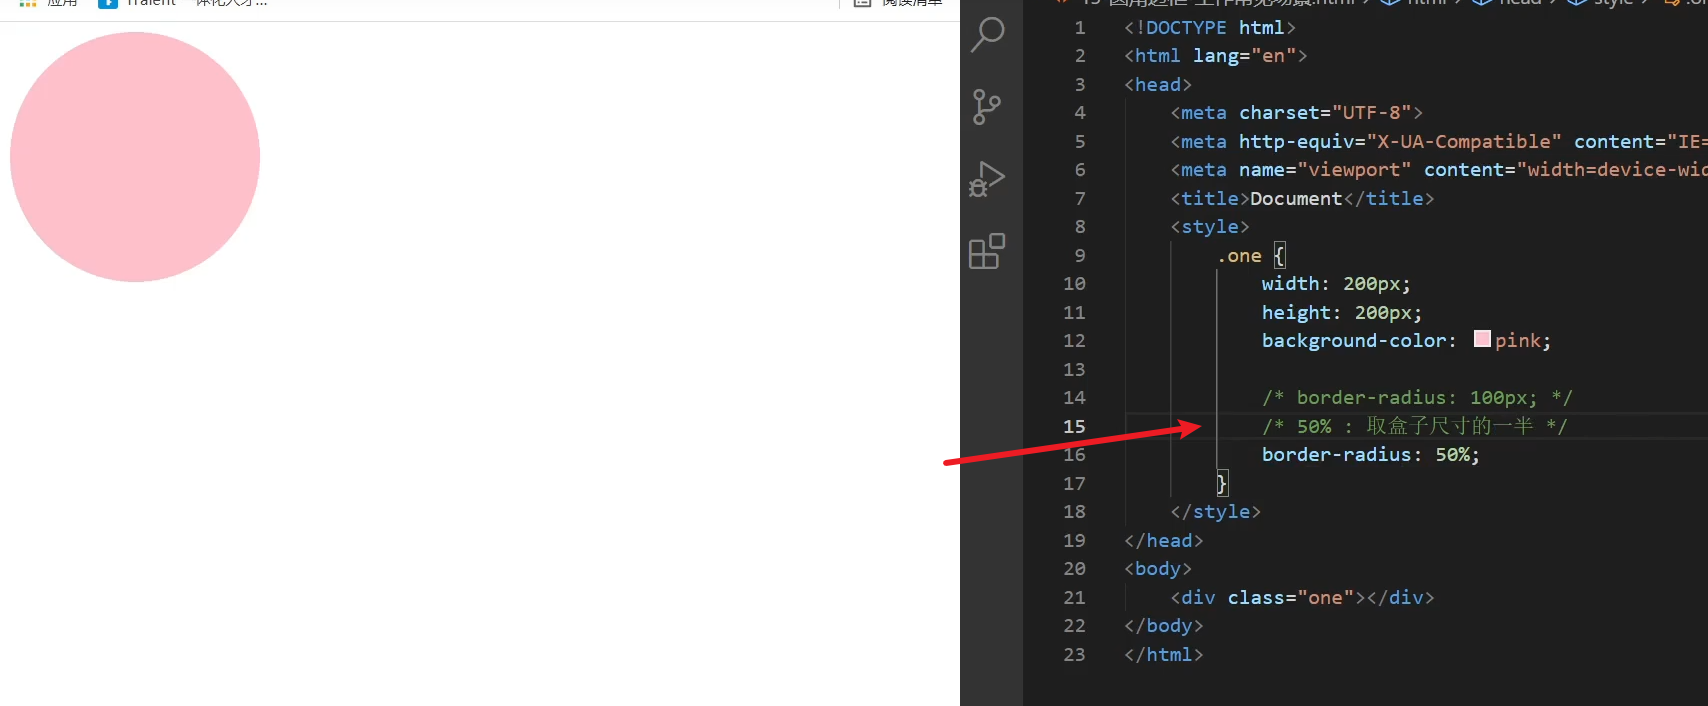 应用
Tralent
一体化人才...
阅读清单
15-圆角边框-工作常见场景.html > html > head > style >
1 <!DOCTYPE html>
2 <html lang="en">
3 <head>
4 <meta charset="UTF-8">
5 <meta http-equiv="X-UA-Compatible" content="IE=
6 <meta name="viewport" content="width=device-wid
7 <title>Document</title>
8 <style>
9 .one {
10 width: 200px;
11 height: 200px;
12 background-color: pink;
13
14 /* border-radius: 100px; */
15 /* 50% : 取盒子尺寸的一半 */
16 border-radius: 50%;
17 }
18 </style>
19 </head>
20 <body>
21 <div class="one"></div>
22 </body>
23 </html>